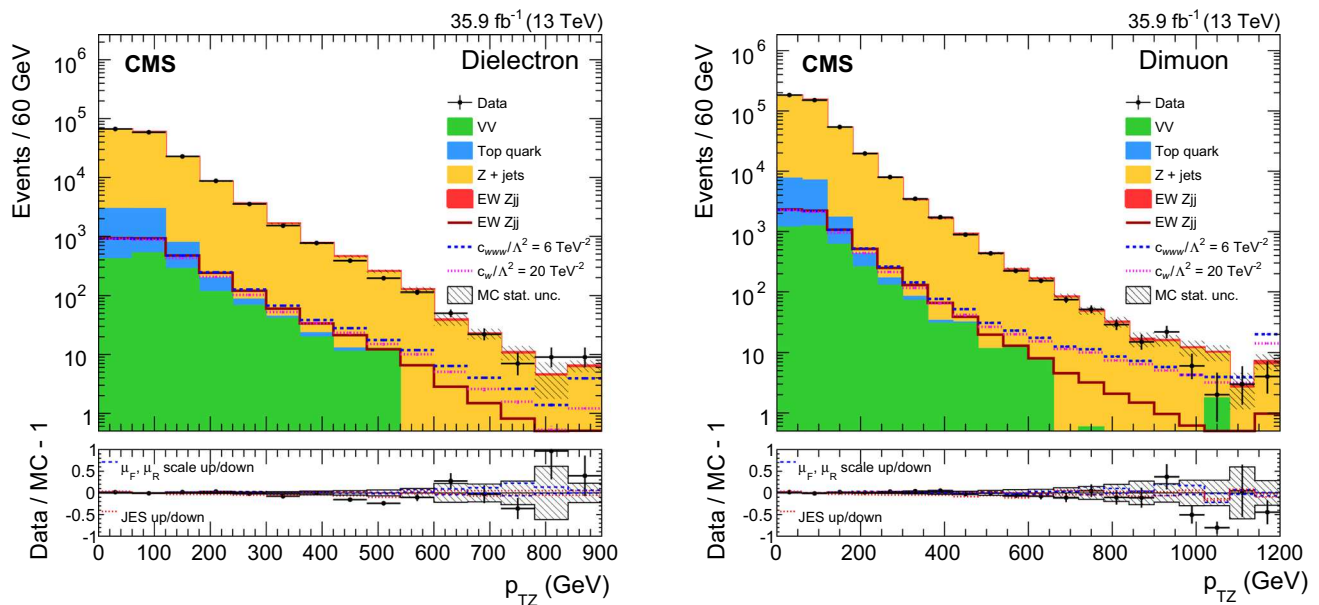 35.9 fb⁻¹ (13 TeV)
CMS
Dielectron
Events / 60 GeV
10⁶
10⁵
10⁴
10³
10²
10
1
Data
VV
Top quark
Z + jets
EW Zjj
EW Zjj
c_WWW/Λ² = 6 TeV⁻²
c_W/Λ² = 20 TeV⁻²
MC stat. unc.
Data / MC - 1
1
0.5
0
-0.5
-1
μ_F, μ_R scale up/down
JES up/down
0 100 200 300 400 500 600 700 800 900
p_TZ (GeV)
35.9 fb⁻¹ (13 TeV)
CMS
Dimuon
Events / 60 GeV
10⁶
10⁵
10⁴
10³
10²
10
1
Data
VV
Top quark
Z + jets
EW Zjj
EW Zjj
c_WWW/Λ² = 6 TeV⁻²
c_W/Λ² = 20 TeV⁻²
MC stat. unc.
Data / MC - 1
1
0.5
0
-0.5
-1
μ_F, μ_R scale up/down
JES up/down
0 200 400 600 800 1000 1200
p_TZ (GeV)